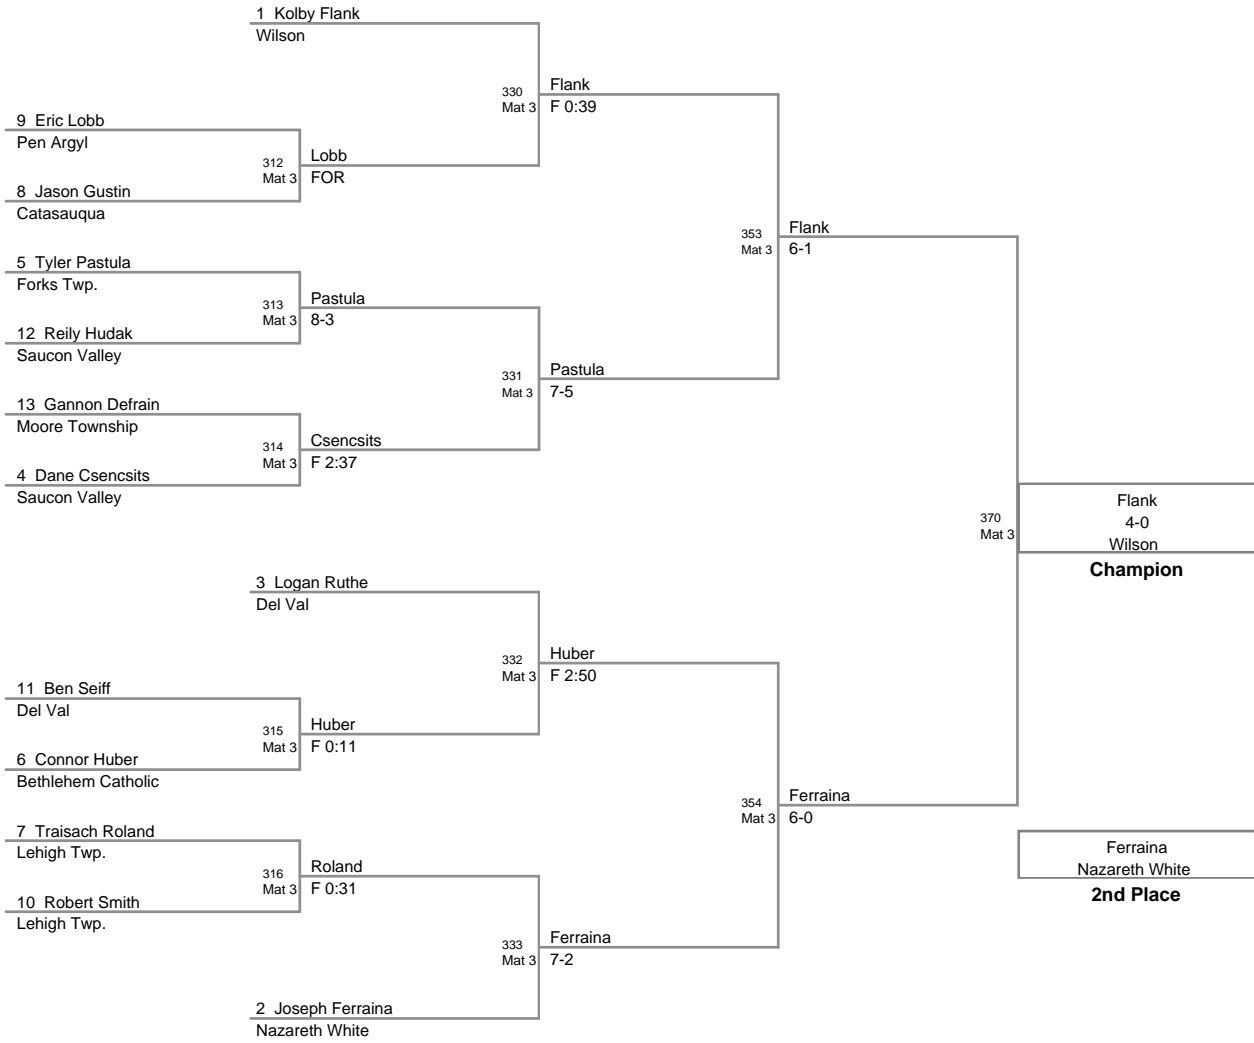 1 Kolby Flank
Wilson
330
Mat 3
Flank
F 0:39
9 Eric Lobb
Pen Argyl
312
Mat 3
Lobb
FOR
8 Jason Gustin
Catasauqua
353
Mat 3
Flank
6-1
5 Tyler Pastula
Forks Twp.
313
Mat 3
Pastula
8-3
12 Reily Hudak
Saucon Valley
331
Mat 3
Pastula
7-5
13 Gannon Defrain
Moore Township
314
Mat 3
Csencsits
F 2:37
4 Dane Csencsits
Saucon Valley
370
Mat 3
Flank
4-0
Wilson
Champion
3 Logan Ruthe
Del Val
332
Mat 3
Huber
F 2:50
11 Ben Seiff
Del Val
315
Mat 3
Huber
F 0:11
6 Connor Huber
Bethlehem Catholic
354
Mat 3
Ferraina
6-0
7 Traisach Roland
Lehigh Twp.
316
Mat 3
Roland
F 0:31
10 Robert Smith
Lehigh Twp.
Ferraina
Nazareth White
2nd Place
333
Mat 3
Ferraina
7-2
2 Joseph Ferraina
Nazareth White